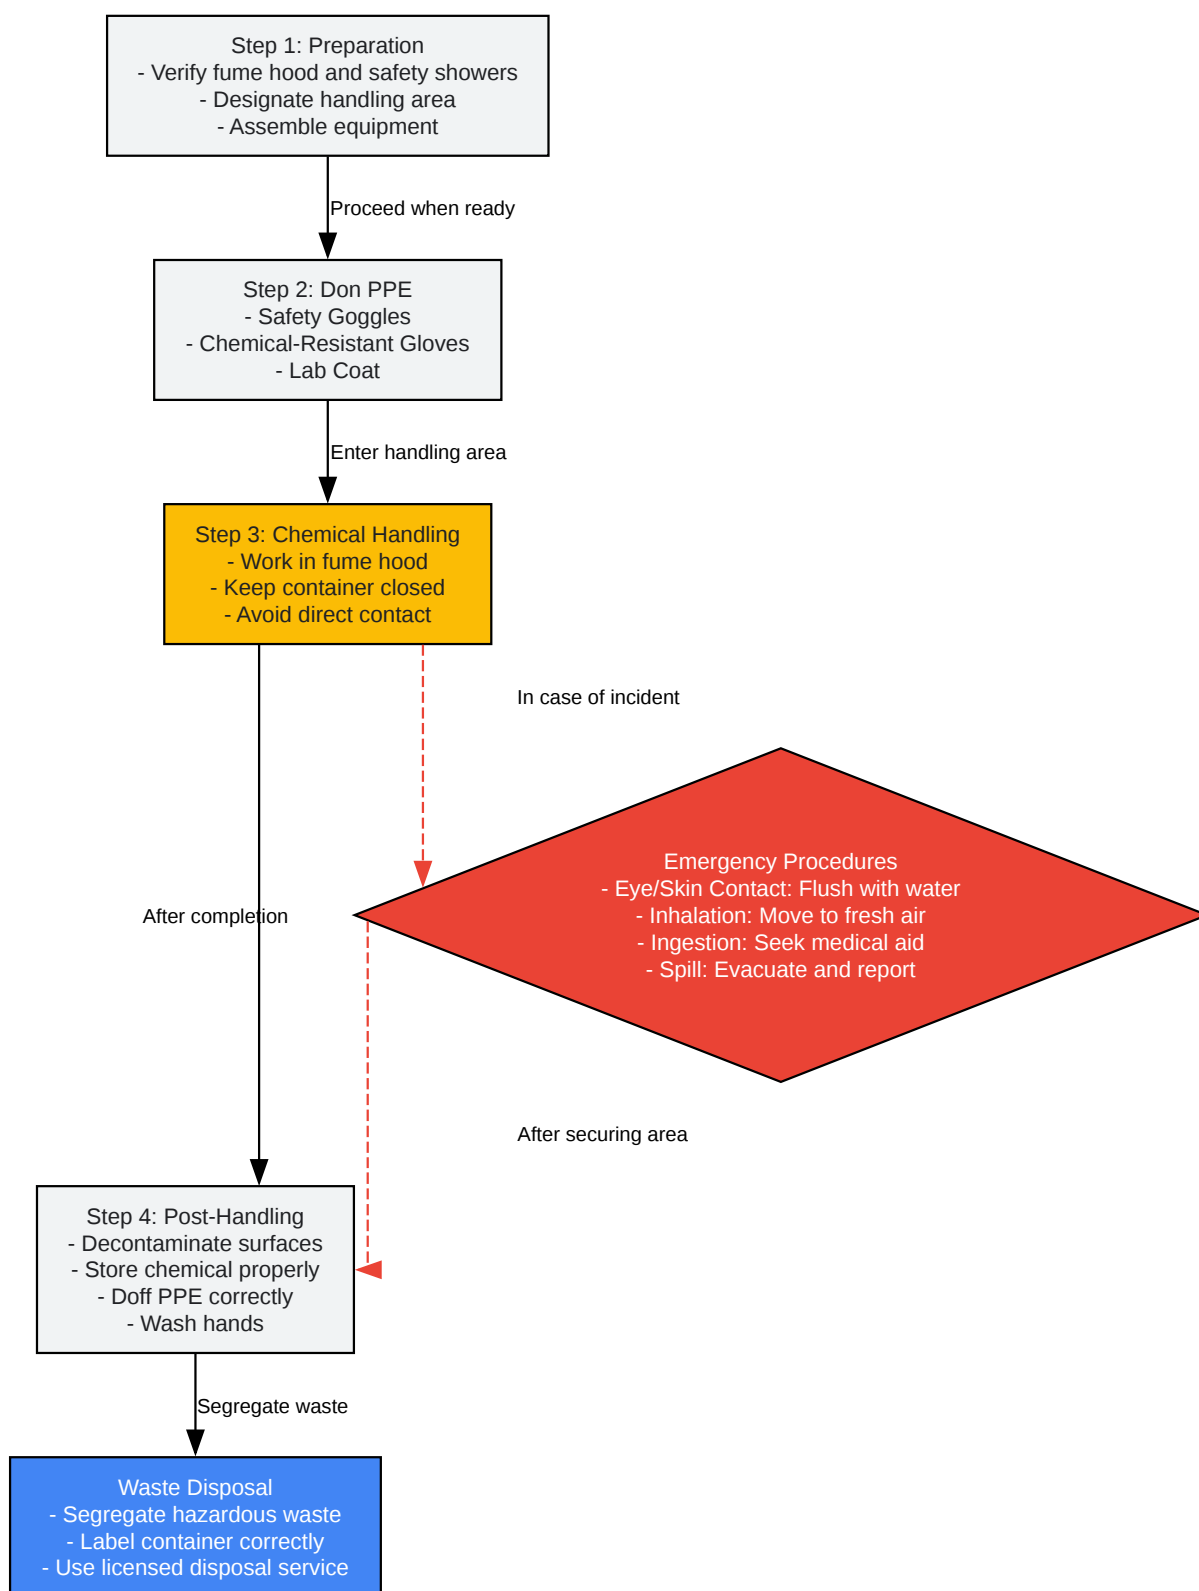 Step 1: Preparation
- Verify fume hood and safety showers
- Designate handling area
- Assemble equipment
Proceed when ready
Step 2: Don PPE
- Safety Goggles
- Chemical-Resistant Gloves
- Lab Coat
Enter handling area
Step 3: Chemical Handling
- Work in fume hood
- Keep container closed
- Avoid direct contact
In case of incident
Emergency Procedures
- Eye/Skin Contact: Flush with water
- Inhalation: Move to fresh air
- Ingestion: Seek medical aid
- Spill: Evacuate and report
After completion
After securing area
Step 4: Post-Handling
- Decontaminate surfaces
- Store chemical properly
- Doff PPE correctly
- Wash hands
Segregate waste
Waste Disposal
- Segregate hazardous waste
- Label container correctly
- Use licensed disposal service